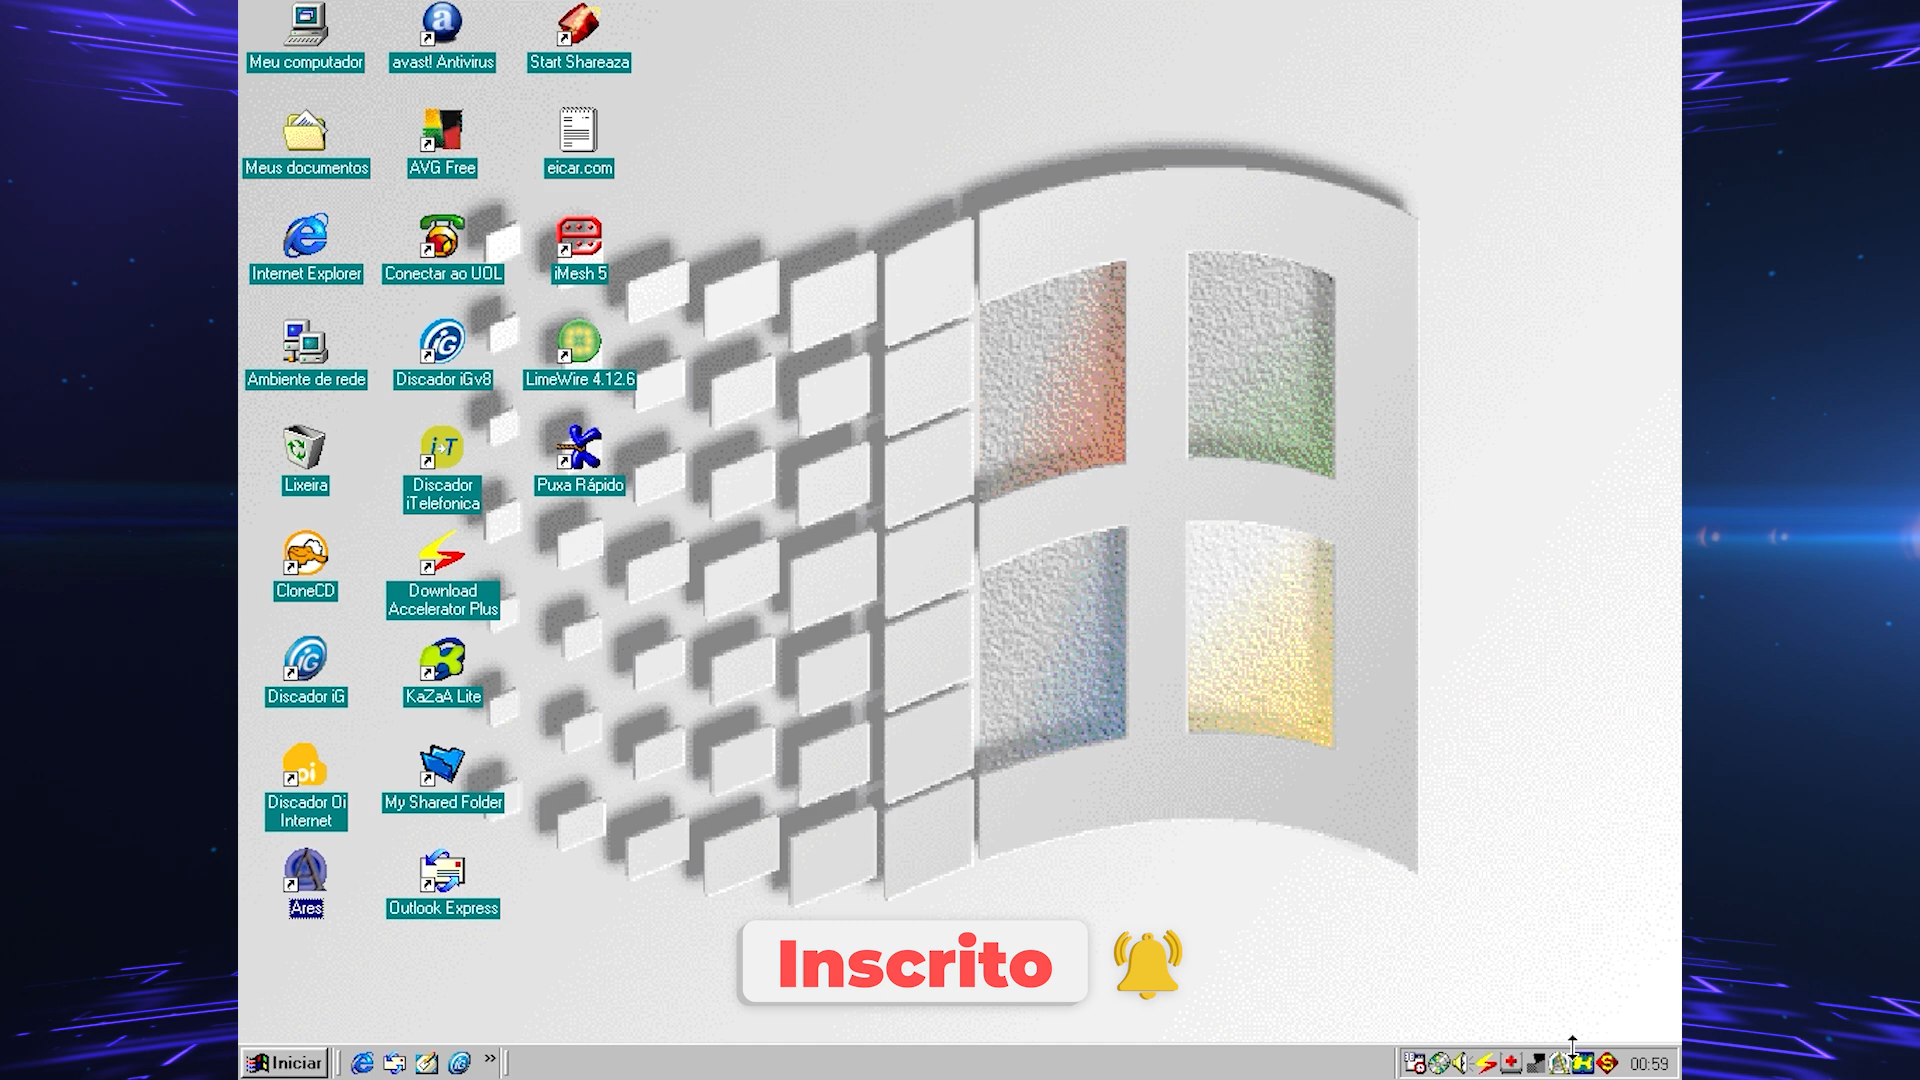 Meu computador
avast! Antivirus
Start Shareaza
Meus documentos
AVG Free
eicar.com
Internet Explorer
Conectar ao UOL
iMesh 5
Ambiente de rede
Discador iGv8
LimeWire 4.12.6
Lixeira
Discador
iTelefonica
Puxa Rápido
CloneCD
Download
Accelerator Plus
Discador iG
KaZaA Lite
Discador Oi
Internet
My Shared Folder
Ares
Outlook Express
Inscrito
Iniciar
00:59